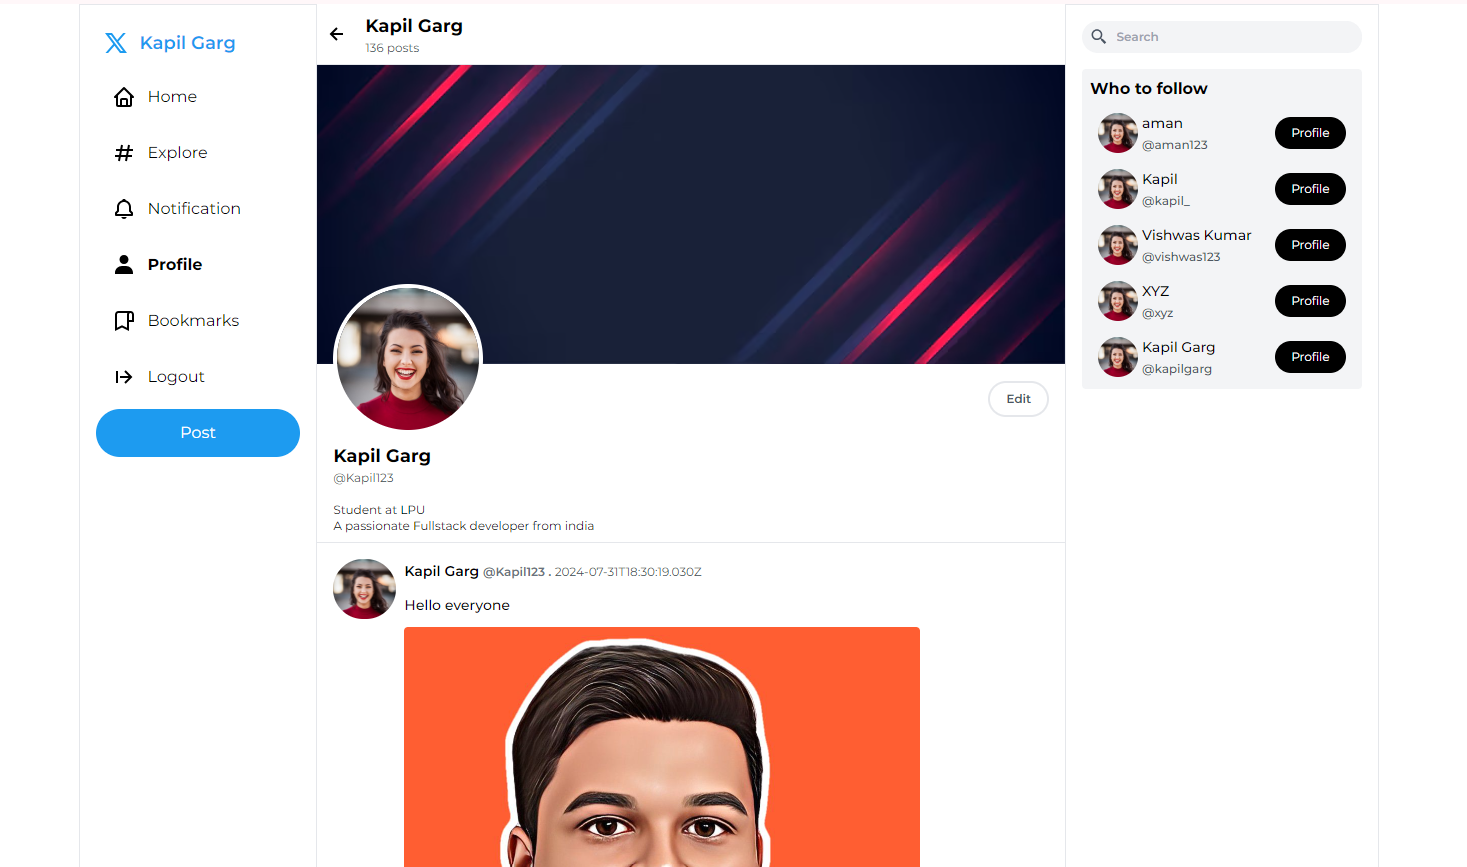 Kapil Garg
Home
Explore
Notification
Profile
Bookmarks
Logout
Post
Kapil Garg
136 posts
Edit
Kapil Garg
@Kapil123
Student at LPU
A passionate Fullstack developer from india
Kapil Garg @Kapil123 . 2024-07-31T18:30:19.030Z
Hello everyone
Search
Who to follow
aman
@aman123
Profile
Kapil
@kapil_
Profile
Vishwas Kumar
@vishwas123
Profile
XYZ
@xyz
Profile
Kapil Garg
@kapilgarg
Profile